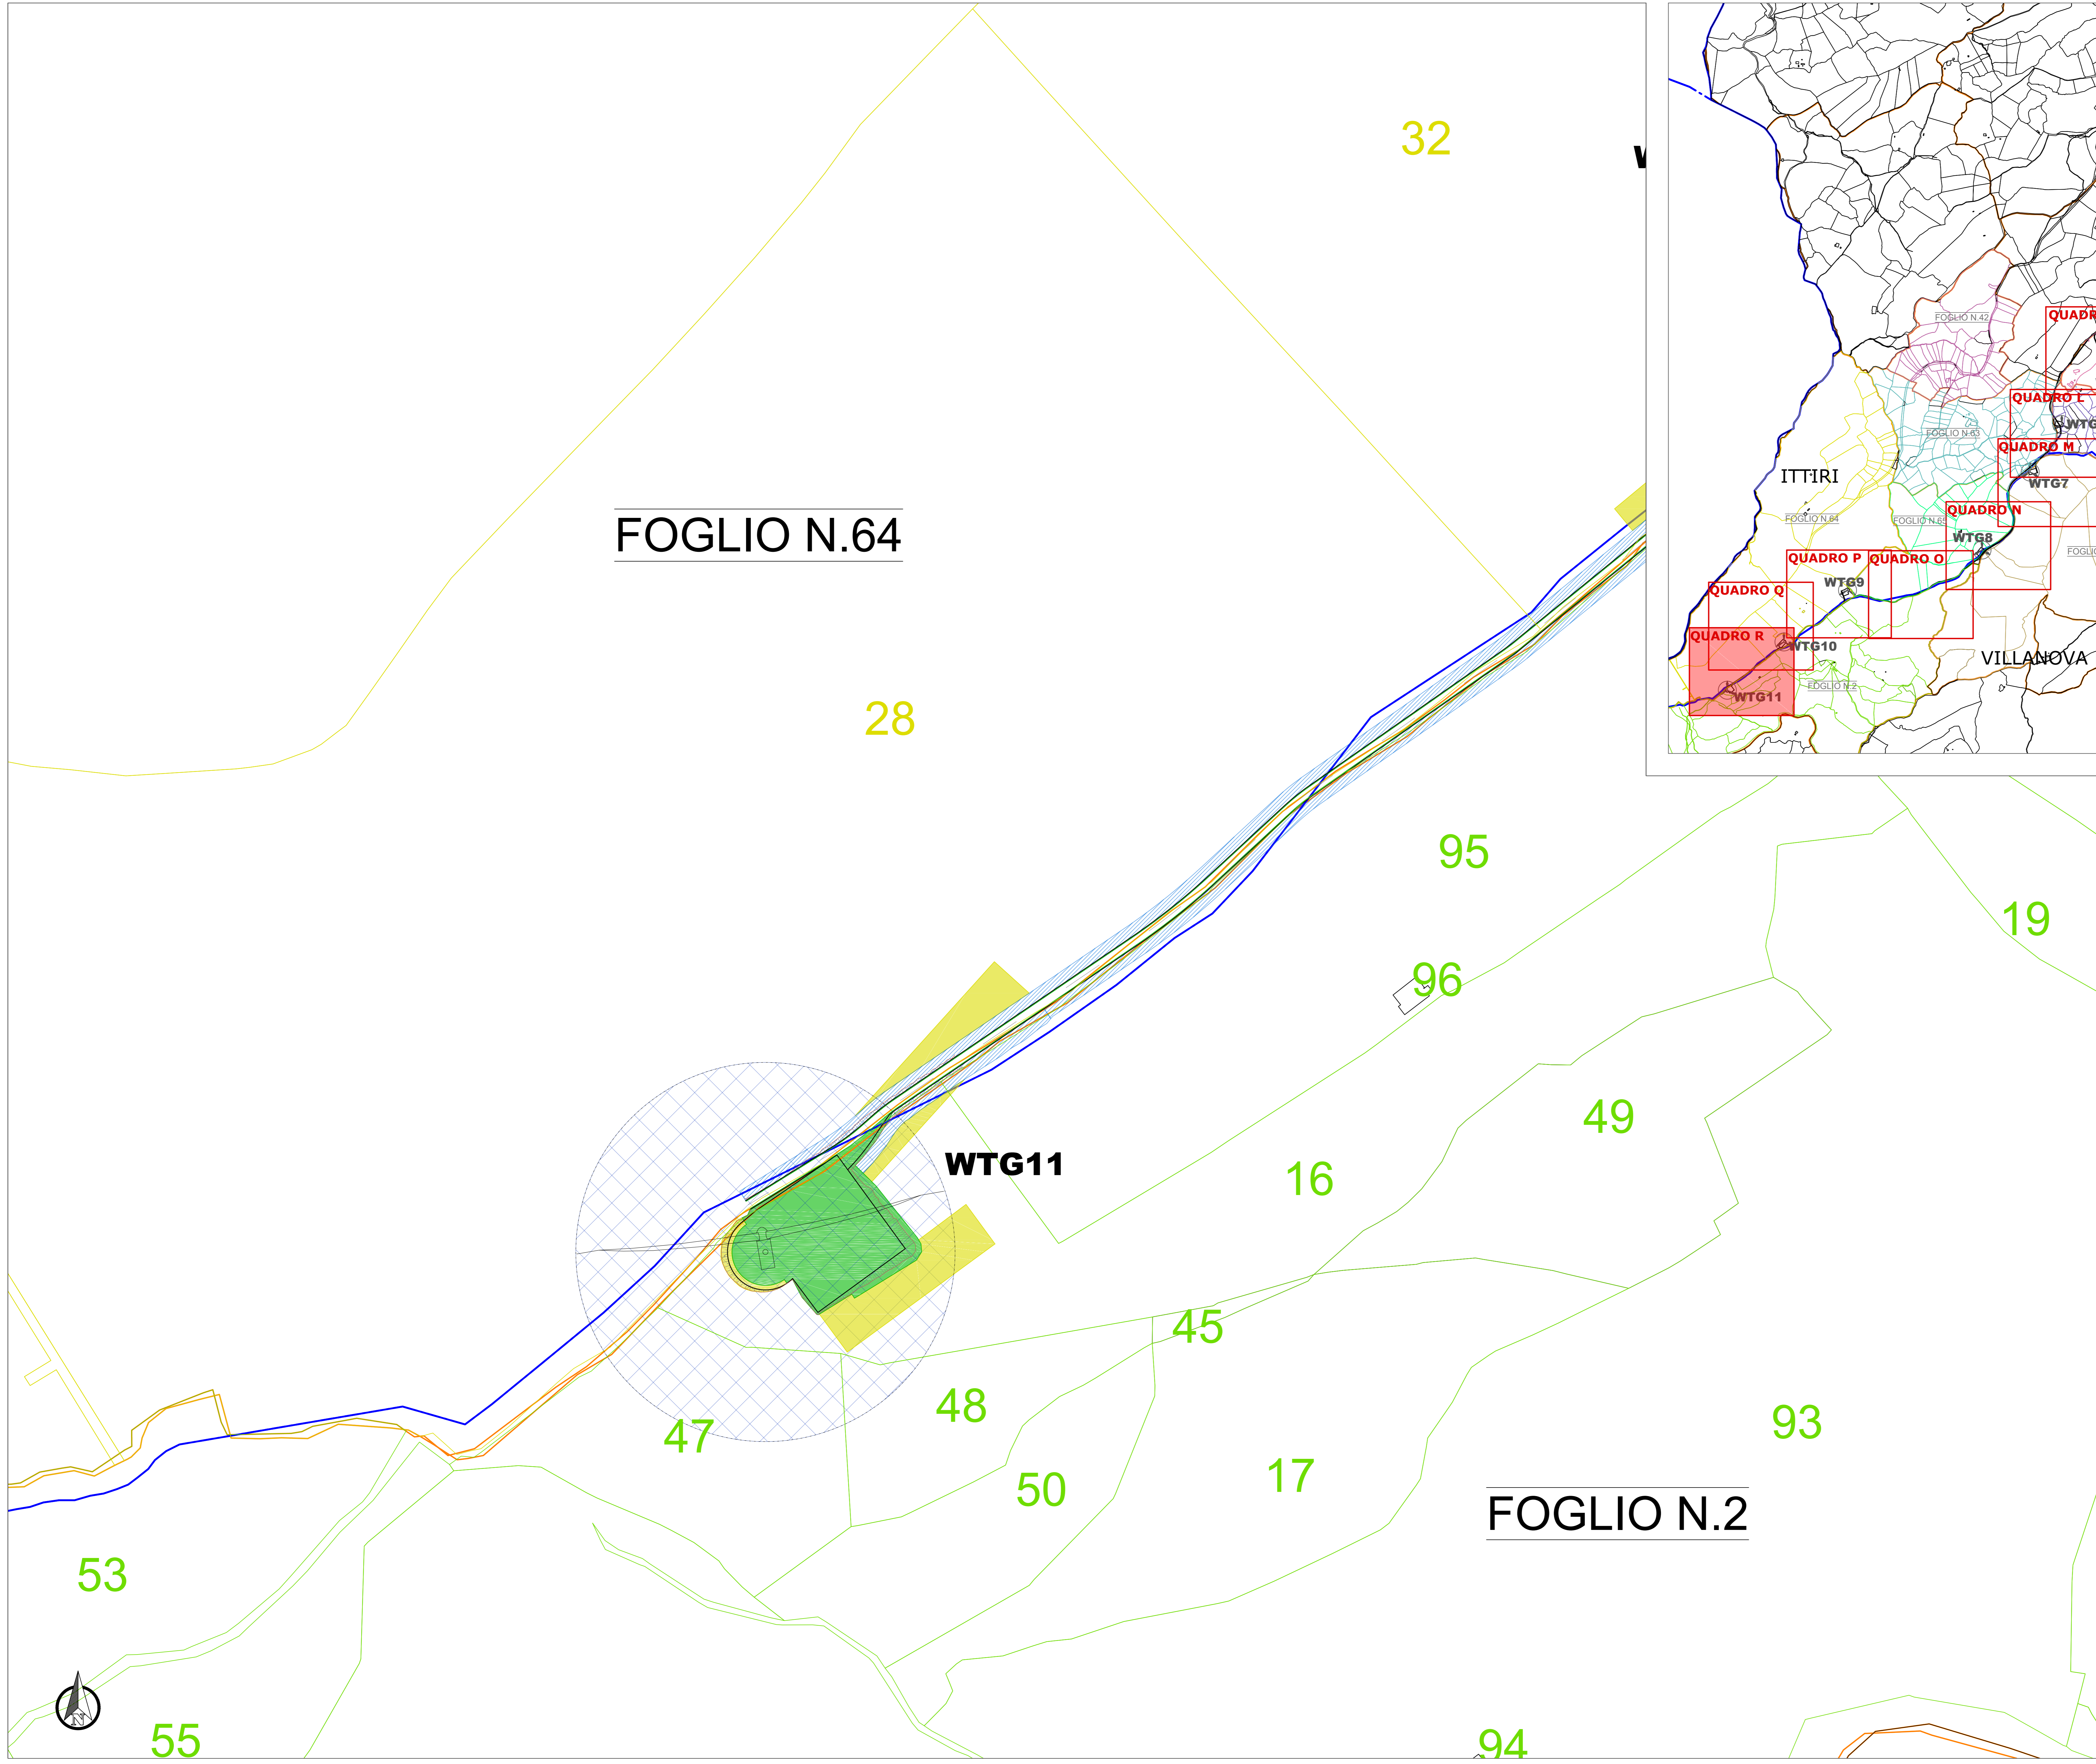 32
FOGLIO N.64
28
95
96
19
49
16
WTG11
45
48
47
50
17
93
FOGLIO N.2
53
55
94
N
FOGLIO N.42
QUADRO L
FOGLIO N.63
QUADRO M
ITTIRI
WTG7
QUADRO N
FOGLIO N.64
FOGLIO N.65
WTG8
QUADRO P
QUADRO O
WTG9
QUADRO Q
QUADRO R
WTG10
VILLANOVA
FOGLIO N.2
WTG11